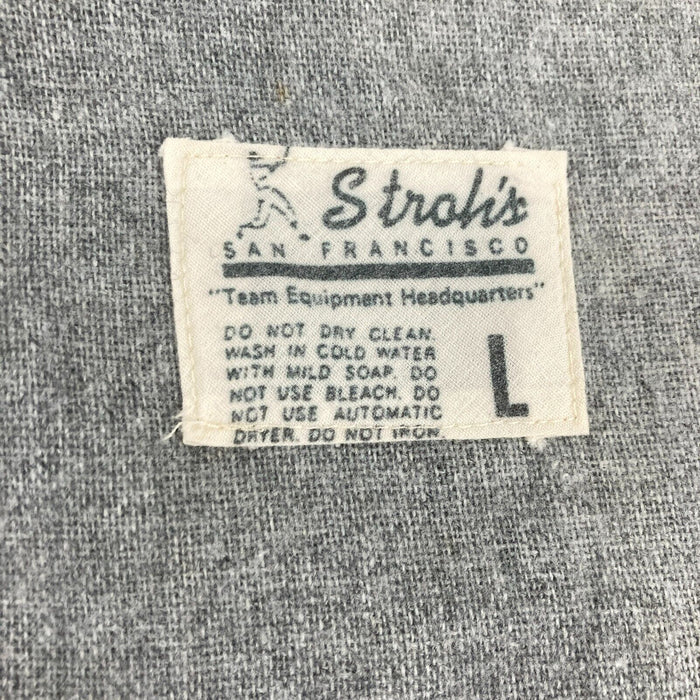 Stroh's
SAN FRANCISCO
"Team Equipment Headquarters"
DO NOT DRY CLEAN.
WASH IN COLD WATER
WITH MILD SOAP. DO
NOT USE BLEACH. DO
NOT USE AUTOMATIC
DRYER. DO NOT IRON.
L